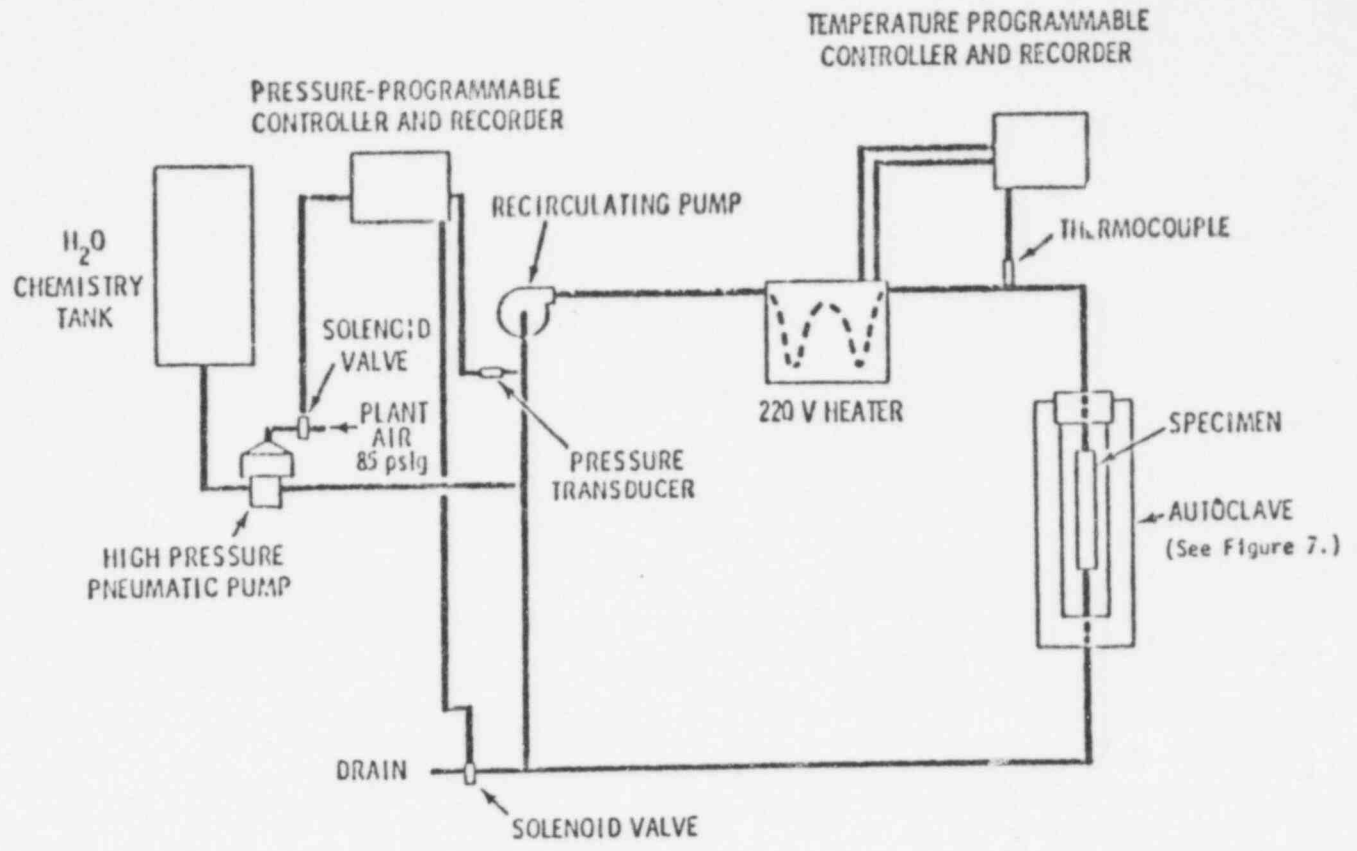 TEMPERATURE PROGRAMMABLE
CONTROLLER AND RECORDER
PRESSURE-PROGRAMMABLE
CONTROLLER AND RECORDER
RECIRCULATING PUMP
THERMOCOUPLE
H₂O
CHEMISTRY
TANK
SOLENOID
VALVE
PLANT
AIR
85 psig
220 V HEATER
SPECIMEN
PRESSURE
TRANSDUCER
AUTOCLAVE
(See Figure 7.)
HIGH PRESSURE
PNEUMATIC PUMP
DRAIN
SOLENOID VALVE